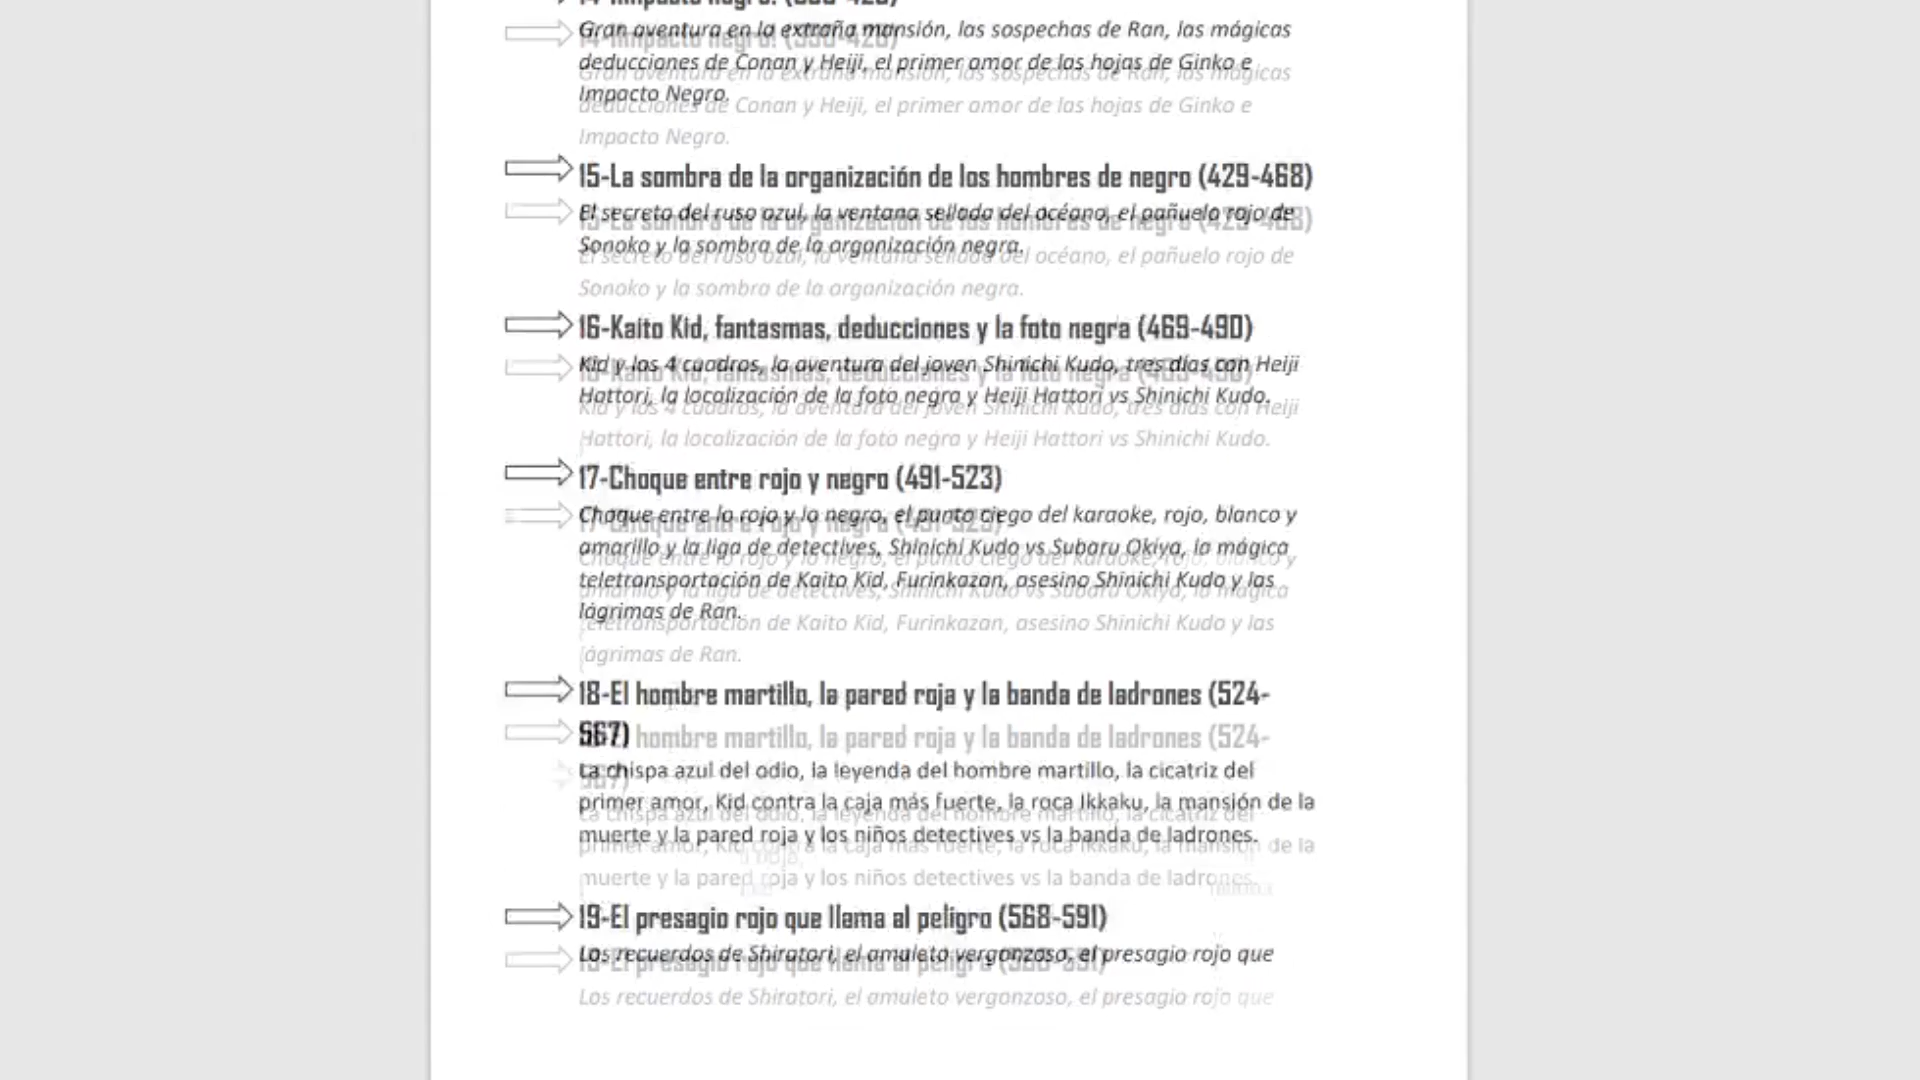 14-Impacto negro! (
Gran aventura en la extraña mansión, las sospechas de Ran, las mágicas
deducciones de Conan y Heiji, el primer amor de las hojas de Ginko e
Impacto Negro.
15-La sombra de la organización de los hombres de negro (429-468)
El secreto del ruso azul, la ventana sellada del océano, el pañuelo rojo de
Sonoko y la sombra de la organización negra.
16-Kaito Kid, fantasmas, deducciones y la foto negra (469-490)
Kid y los 4 cuadros, la aventura del joven Shinichi Kudo, tres días con Heiji
Hattori, la localización de la foto negra y Heiji Hattori vs Shinichi Kudo.
17-Choque entre rojo y negro (491-523)
Choque entre lo rojo y lo negro, el punto ciego del karaoke, rojo, blanco y
amarillo y la liga de detectives, Shinichi Kudo vs Subaru Okiya, la mágica
teletransportación de Kaito Kid, Furinkazan, asesino Shinichi Kudo y las
lágrimas de Ran.
18-El hombre martillo, la pared roja y la banda de ladrones (524-
567)
La chispa azul del odio, la leyenda del hombre martillo, la cicatriz del
primer amor, Kid contra la caja más fuerte, la roca Ikkaku, la mansión de la
muerte y la pared roja y los niños detectives vs la banda de ladrones.
19-El presagio rojo que llama al peligro (568-591)
Los recuerdos de Shiratori, el amuleto vergonzoso, el presagio rojo que